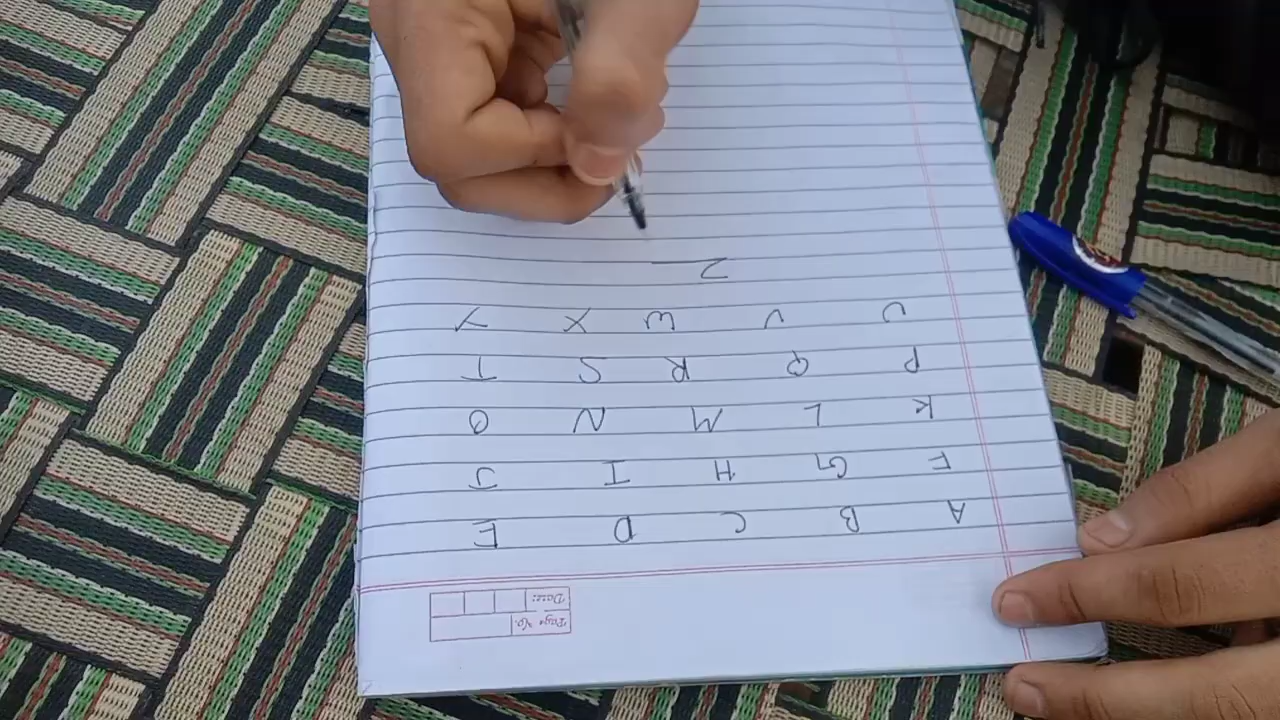 Page No.
Date:
A B C D E
F G H I J
K L M N O
P Q R S T
U V W X Y
Z